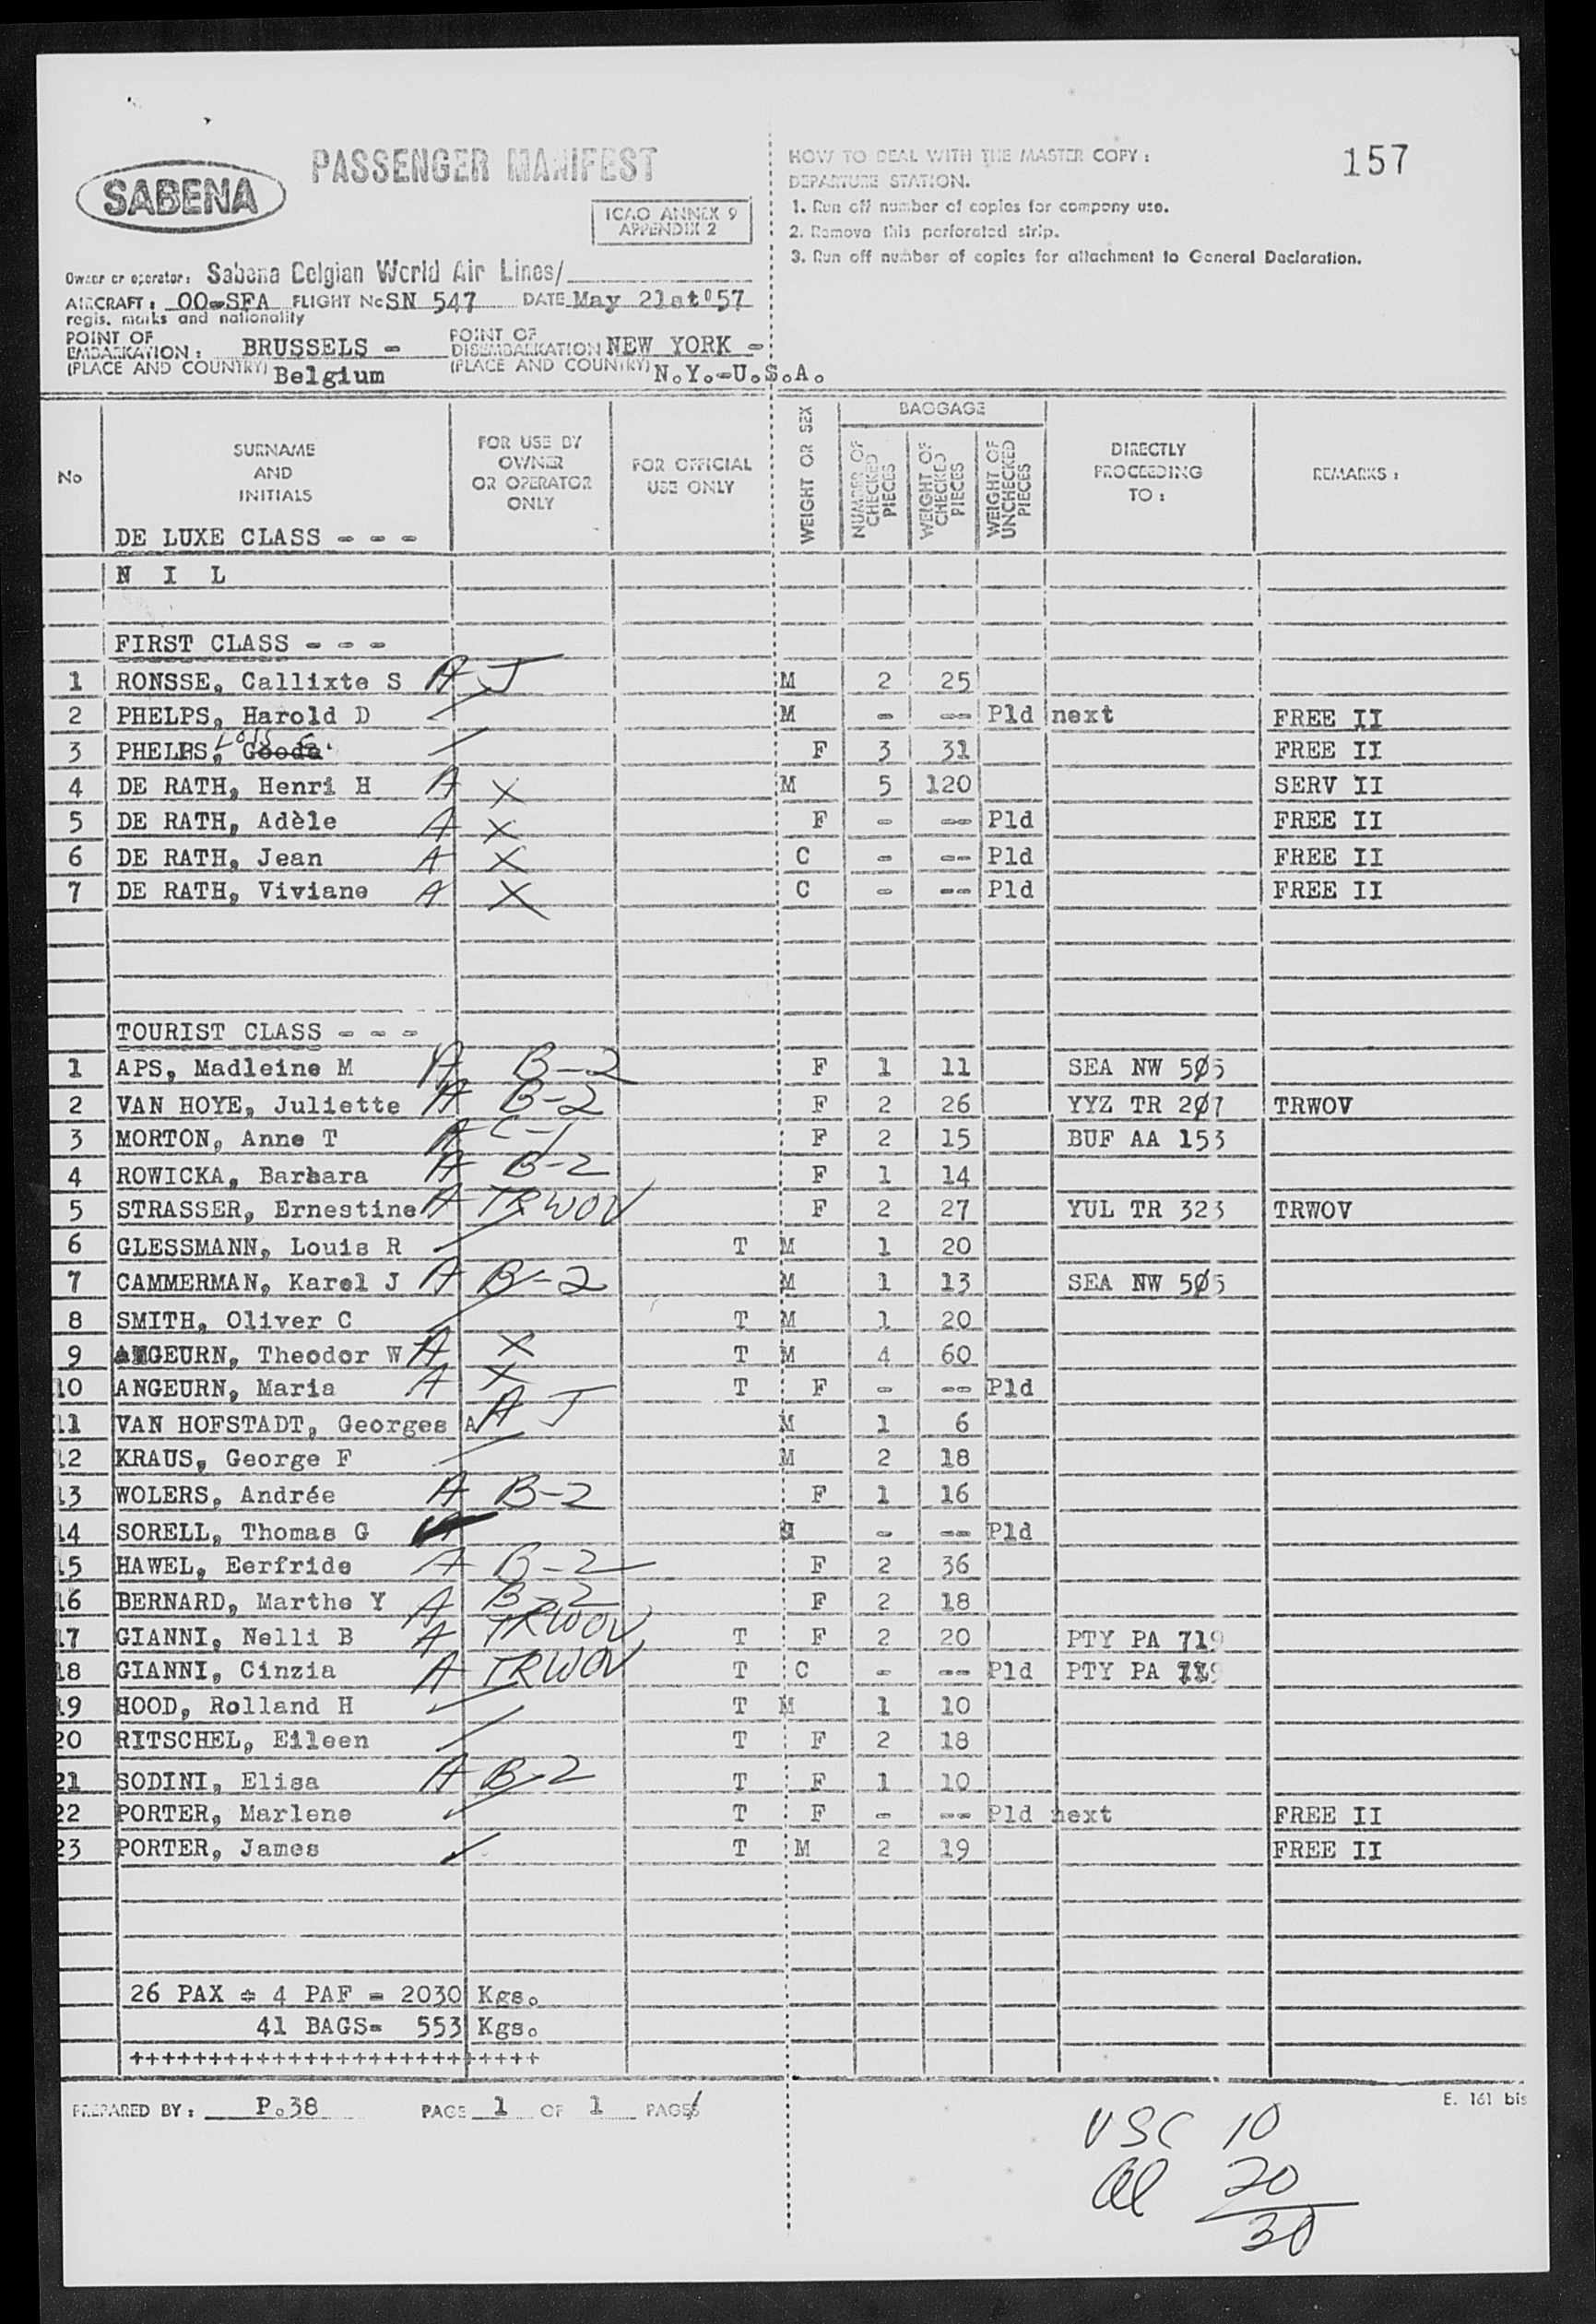 157
SABENA
PASSENGER MANIFEST
ICAO ANNEX 9
APPENDIX 2
HOW TO DEAL WITH THE MASTER COPY :
DEPARTURE STATION.
1. Run off number of copies for company use.
2. Remove this perforated strip.
3. Run off number of copies for attachment to General Declaration.
Owner or operator: Sabena Belgian World Air Lines/
AIRCRAFT: OO-SFA FLIGHT No SN 547 DATE May 21st 57
regis. marks and nationality
POINT OF EMBARKATION: BRUSSELS - POINT OF DISEMBARKATION NEW YORK -
(PLACE AND COUNTRY) Belgium (PLACE AND COUNTRY) N.Y.-U.S.A.
No SURNAME AND INITIALS FOR USE BY OWNER OR OPERATOR ONLY FOR OFFICIAL USE ONLY WEIGHT OR SEX BAGGAGE NUMBER OF CHECKED PIECES WEIGHT OF CHECKED PIECES WEIGHT OF UNCHECKED PIECES DIRECTLY PROCEEDING TO : REMARKS :
DE LUXE CLASS - - -
N I L
FIRST CLASS - - -
1 RONSSE, Callixte S A J M 2 25
2 PHELPS, Harold D M - -- Pld next FREE II
3 PHELPS, Gooda F 3 31 FREE II
4 DE RATH, Henri H A X M 5 120 SERV II
5 DE RATH, Adèle A X F - -- Pld FREE II
6 DE RATH, Jean A X C - -- Pld FREE II
7 DE RATH, Viviane A X C - -- Pld FREE II
TOURIST CLASS - - -
1 APS, Madleine M A B-2 F 1 11 SEA NW 5Ø5
2 VAN HOYE, Juliette A B-2 F 2 26 YYZ TR 2Ø7 TRWOV
3 MORTON, Anne T A C-1 F 2 15 BUF AA 153
4 ROWICKA, Barbara A B-2 F 1 14
5 STRASSER, Ernestine A TRWOV F 2 27 YUL TR 323 TRWOV
6 GLESSMANN, Louis R T M 1 20
7 CAMMERMAN, Karel J A B-2 M 1 13 SEA NW 5Ø5
8 SMITH, Oliver C T M 1 20
9 ANGEURN, Theodor W A X T M 4 60
10 ANGEURN, Maria A X T F - -- Pld
11 VAN HOFSTADT, Georges A A J M 1 6
12 KRAUS, George F M 2 18
13 WOLERS, Andrée A B-2 F 1 16
14 SORELL, Thomas G - -- Pld
15 HAWEL, Eerfride A B-2 F 2 36
16 BERNARD, Marthe Y A B-2 F 2 18
17 GIANNI, Nelli B A TRWOV T F 2 20 PTY PA 719
18 GIANNI, Cinzia A TRWOV T C - -- Pld PTY PA 719
19 HOOD, Rolland H T M 1 10
20 RITSCHEL, Eileen T F 2 18
21 SODINI, Elisa A B-2 T F 1 10
22 PORTER, Marlene T F - -- Pld next FREE II
23 PORTER, James T M 2 19 FREE II
26 PAX + 4 PAF = 2030 Kgs.
41 BAGS= 553 Kgs.
++++++++++++++++++++++++++
PREPARED BY : P.38 PAGE 1 OF 1 PAGES
E. 161 bis
USC 10
Al 20
30